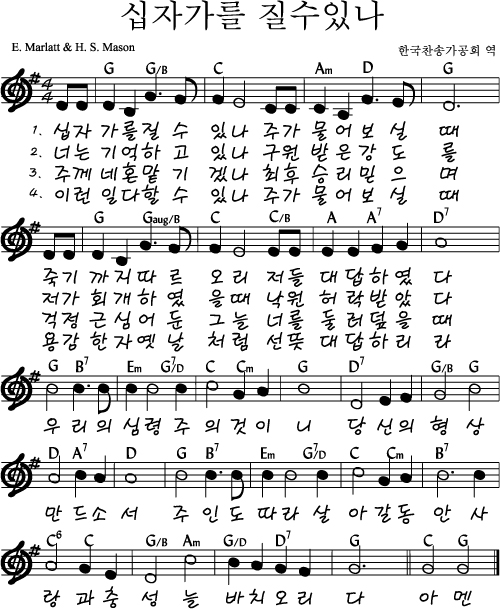 십자가를 질수있나
E. Marlatt & H. S. Mason
한국찬송가공회 역
G G/B C Am D G
1. 십자 가를질 수 있나 주가 물어보 실 때
2. 너는 기억하 고 있나 구원 받은강 도 를
3. 주께 네혼맡 기 겠나 최후 승리믿 으 며
4. 이런 일다할 수 있나 주가 물어보 실 때
G Gaug/B C C/B A A7 D7
죽기 까지따 르 오리 저들 대답하였 다
저가 회개하 였 을때 낙원 허락받았 다
걱정 근심어 둔 그늘 너를 둘러덮을 때
용감 한자옛 날 처럼 선뜻 대답하리 라
G B7 Em G7/D C Cm G D7 G/B G
우 리 의심령 주 의것이 니 당신의 형상
D A7 D G B7 Em G7/D C Cm B7
만 드소 서 주 인도 따라 살 아갈동 안 사
C6 C G/B Am G/D D7 G C G
랑 과충 성늘 바치오리 다 아멘